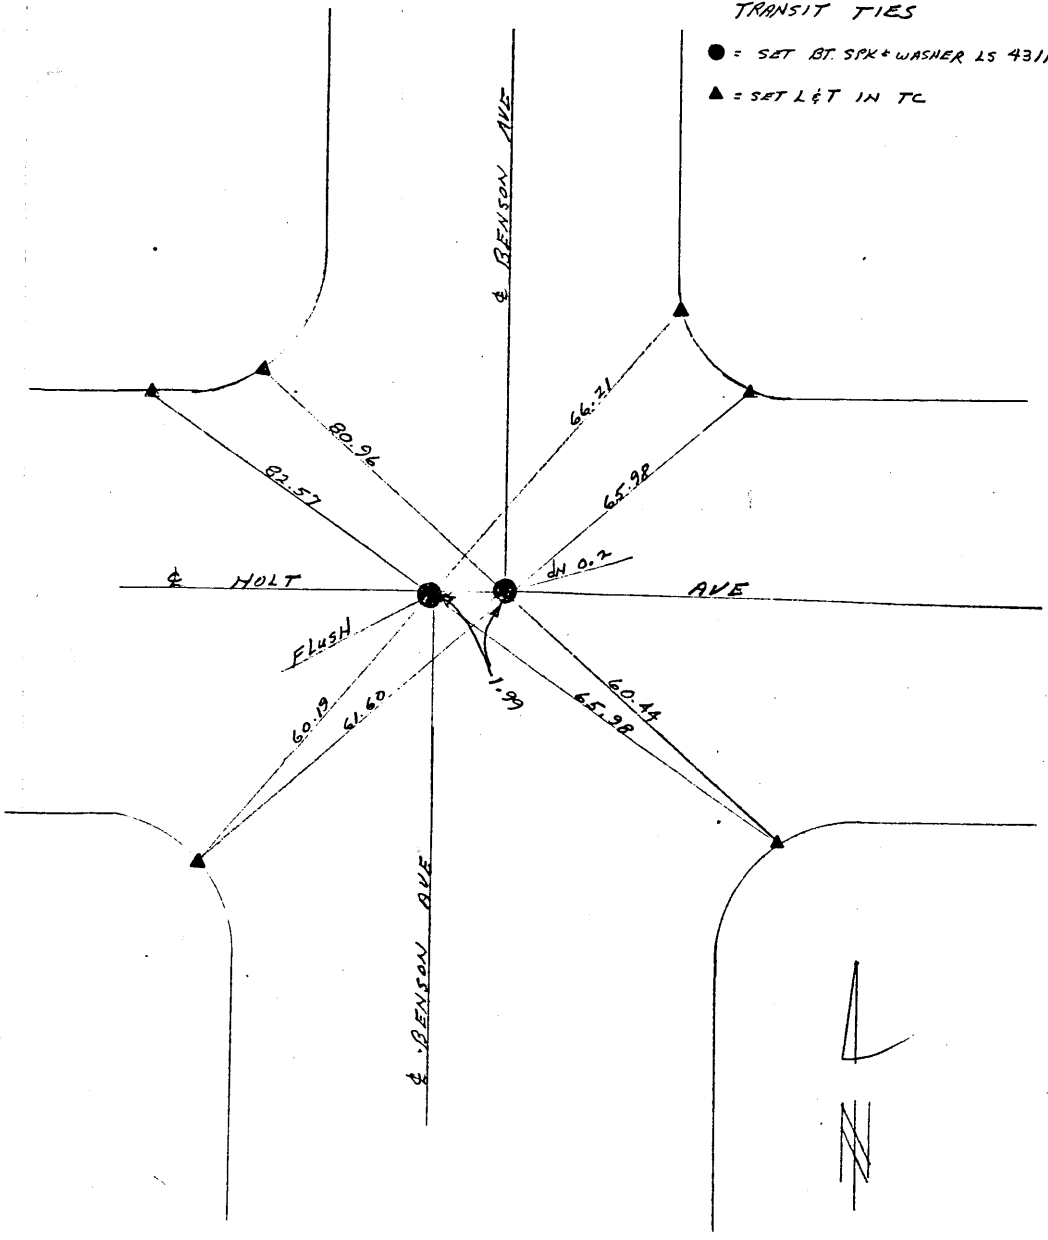 TRANSIT TIES
● = SET BT. SPK & WASHER LS 431
▲ = SET L&T IN TC
℄ BENSON AVE
66.21
80.96
65.98
82.57
dN 0.2
℄ HOLT AVE
FLUSH
1.99
60.19
61.60
60.44
65.98
℄ BENSON AVE
N